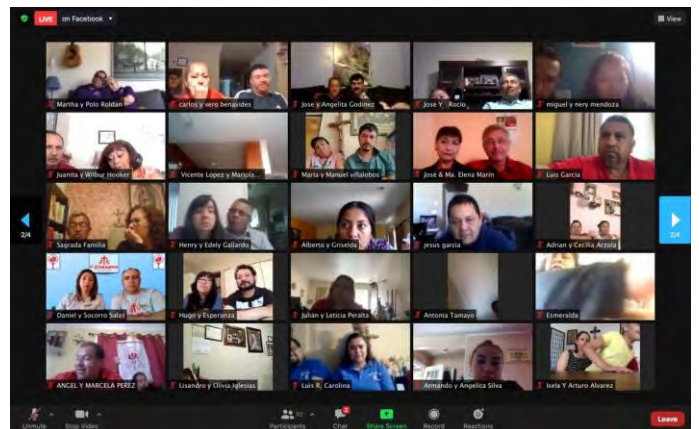 LIVE on Facebook
View
Martha y Polo Roldan
carlos y vero benavides
Jose y Angelita Godinez
Jose Y Rocio
miguel y nery mendoza
Juanita y Wilbur Hooker
Vicente Lopez y Mariola...
Maria y Manuel villalobos
José & Ma. Elena Marin
Luis Garcia
2/4
2/4
Sagrada Familia
Henry y Edely Gallardo
Alberto y Griselda
jesus garcia
Adrian y Cecilia Arzola
Daniel y Socorro Salas
Hugo y Esperanza
Julian y Leticia Peralta
Antonia Tamayo
Esmeralda
ANGEL Y MARCELA PEREZ
Lisandro y Olivia Iglesias
Luis R, Carolina
Armando y Angelica Silva
Isela Y Arturo Alvarez
Unmute
Stop Video
Participants
Chat
Share Screen
Record
Reactions
Leave